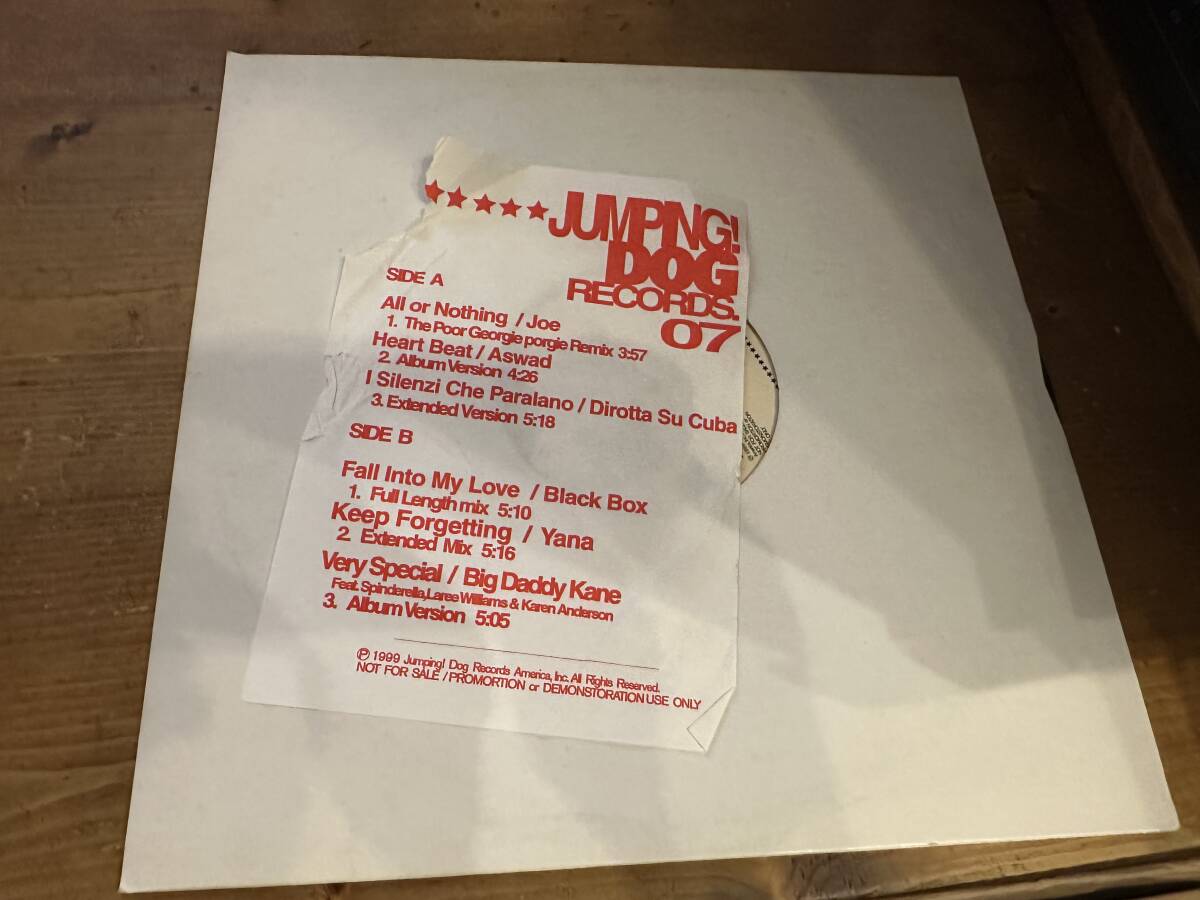 ★★★★★JUMPING!
DOG
RECORDS.
07
SIDE A
All or Nothing / Joe
1. The Poor Georgie porgie Remix 3:57
Heart Beat / Aswad
2. Album Version 4:26
I Silenzi Che Paralano / Dirotta Su Cuba
3. Extended Version 5:18
SIDE B
Fall Into My Love / Black Box
1. Full Length mix 5:10
Keep Forgetting / Yana
2. Extended Mix 5:16
Very Special / Big Daddy Kane
Feat. Spinderella,Laree Williams & Karen Anderson
3. Album Version 5:05
℗ 1999 Jumping! Dog Records America, Inc. All Rights Reserved.
NOT FOR SALE / PROMORTION or DEMONSTORATION USE ONLY